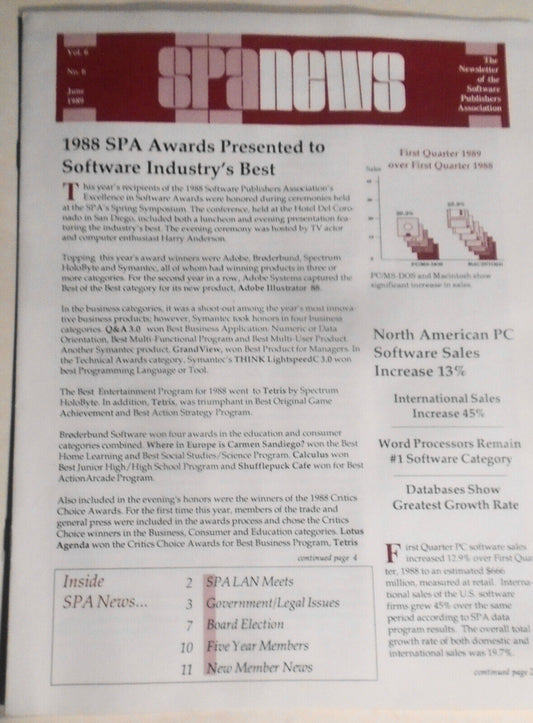 Vol. 6
No. 6
June
1989
SPANEWS
The
Newsletter
of the
Software
Publishers
Association
1988 SPA Awards Presented to
Software Industry's Best
This year's recipients of the 1988 Software Publishers Association's
Excellence in Software Awards were honored during ceremonies held
at the SPA's Spring Symposium. The conference, held at the Hotel Del Coro-
nado in San Diego, included both a luncheon and evening presentation fea-
turing the industry's best. The evening ceremony was hosted by TV actor
and computer enthusiast Harry Anderson.
Topping this year's award winners were Adobe, Brøderbund, Spectrum
HoloByte and Symantec, all of whom had winning products in three or
more categories. For the second year in a row, Adobe Systems captured the
Best of the Best category for its new product, Adobe Illustrator 88.
In the business categories, it was a shoot-out among the year's most innova-
tive business products; however, Symantec took honors in four business
categories. Q&A 3.0 won Best Business Application: Numeric or Data
Orientation, Best Multi-Functional Program and Best Multi-User Product.
Another Symantec product, GrandView, won Best Product for Managers. In
the Technical Awards category, Symantec's THINK LightspeedC 3.0 won
best Programming Language or Tool.
The Best Entertainment Program for 1988 went to Tetris by Spectrum
HoloByte. In addition, Tetris, was triumphant in Best Original Game
Achievement and Best Action Strategy Program.
Brøderbund Software won four awards in the education and consumer
categories combined. Where in Europe is Carmen Sandiego? won the Best
Home Learning and Best Social Studies/Science Program. Calculus won
Best Junior High/High School Program and Shufflepuck Cafe won for Best
Action Arcade Program.
Also included in the evening's honors were the winners of the 1988 Critics
Choice Awards. For the first time this year, members of the trade and
general press were included in the awards process and chose the Critics
Choice winners in the Business, Consumer and Education categories. Lotus
Agenda won the Critics Choice Awards for Best Business Program, Tetris
continued page 4
Inside
SPA News...
2 SPA LAN Meets
3 Government/Legal Issues
7 Board Election
10 Five Year Members
11 New Member News
First Quarter 1989
over First Quarter 1988
Sales
PC/MS-DOS
MACINTOSH
PC/MS-DOS and Macintosh show
significant increase in sales.
North American PC
Software Sales
Increase 13%
International Sales
Increase 45%
Word Processors Remain
#1 Software Category
Databases Show
Greatest Growth Rate
First Quarter PC software sales
increased 12.9% over First Quar
ter, 1988 to an estimated $666
million, measured at retail. Interna-
tional sales of the U.S. software
firms grew 45% over the same
period according to SPA data
program results. The overall total
growth rate of both domestic and
international sales was 19.7%.
continued page 2